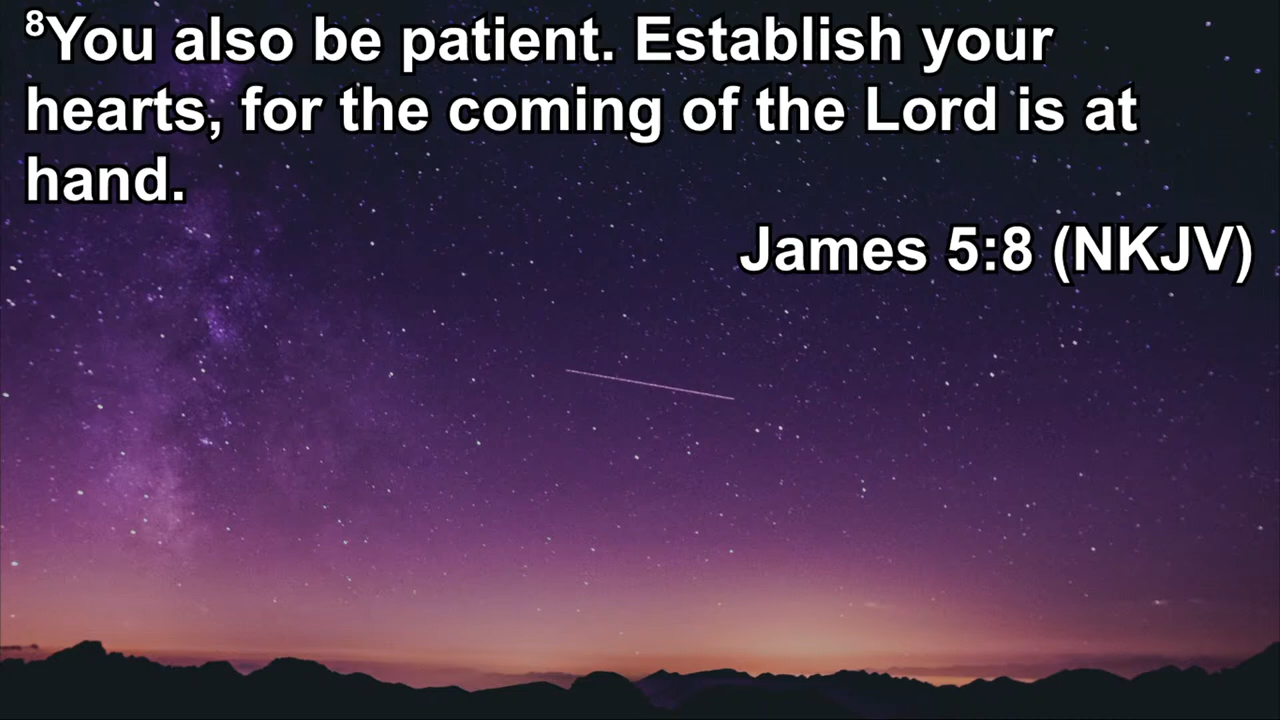 ⁸You also be patient. Establish your
hearts, for the coming of the Lord is at
hand.
James 5:8 (NKJV)